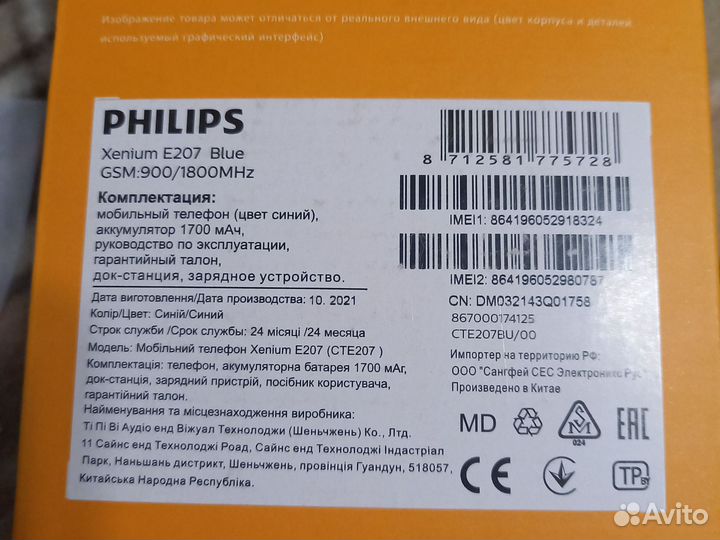 Изображение товара может отличаться от реального внешнего вида (цвет корпуса и деталей
используемый графический интерфейс)
PHILIPS
Xenium E207 Blue
GSM:900/1800MHz
Комплектация:
мобильный телефон (цвет синий),
аккумулятор 1700 мАч,
руководство по эксплуатации,
гарантийный талон,
док-станция, зарядное устройство.
Дата виготовлення/Дата производства: 10. 2021
Колір/Цвет: Синій/Синий
Строк служби /Срок службы: 24 місяці /24 месяца
Модель: Мобільний телефон Xenium E207 (CTE207 )
Комплектація: телефон, акумуляторна батарея 1700 мАг,
док-станція, зарядний пристрій, посібник користувача,
гарантійний талон.
Найменування та місцезнаходження виробника:
Ті Пі Ві Аудіо енд Віжуал Технолоджи (Шеньчжень) Ко., Лтд.
11 Сайнс енд Технолоджі Роад, Сайнс енд Технолоджі Індастріал
Парк, Наньшань дистрикт, Шеньчжень, провінція Гуандун, 518057,
Китайська Народна Республіка.
8 712581 775728
IMEI1: 864196052918324
IMEI2: 864196052980787
CN: DM032143Q01758
867000174125
CTE207BU/00
Импортер на территорию РФ:
ООО "Сангфей СЕС Электроникс Рус"
Произведено в Китае
MD
024
EAC
CE
TP
BY
Avito